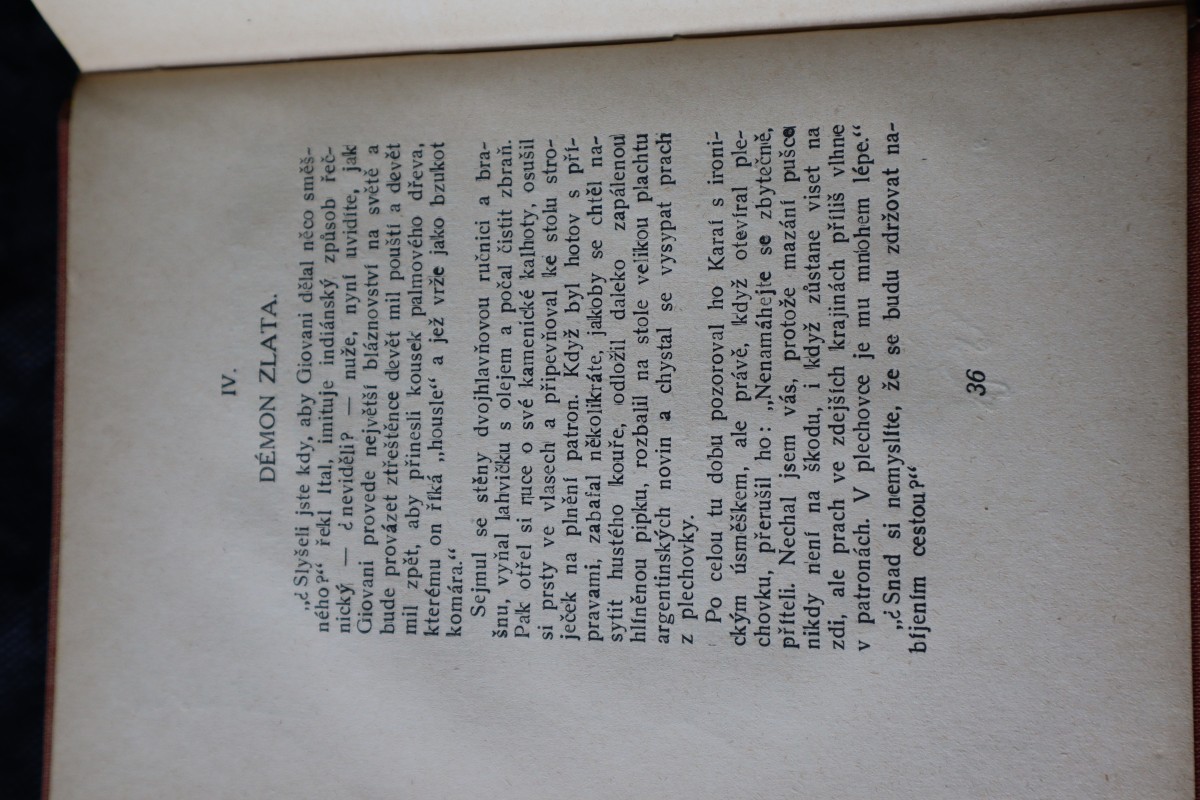 IV.
DÉMON ZLATA.
„¿Slyšeli jste kdy, aby Giovani dělal něco směš-
ného?“ řekl Ital, imituje indiánský způsob řeč-
nický — ¿neviděli? — nuže, nyní uvidíte, jak
Giovani provede největší bláznovství na světě a
bude provázet ztřeštěnce devět mil pouští a devět
mil zpět, aby přinesli kousek palmového dřeva,
kterému on říká „housle“ a jež vrže jako bzukot
komára.“
Sejmul se stěny dvojhlavňovou ručnici a bra-
šnu, vyňal lahvičku s olejem a počal čistit zbraň.
Pak otřel si ruce o své kamenické kalhoty, osušil
si prsty ve vlasech a připevňoval ke stolu stro-
ječek na plnění patron. Když byl hotov s pří-
pravami, zabafal několikráte, jakoby se chtěl na-
sytit hustého kouře, odložil daleko zapálenou
hlíněnou pipku, rozbalil na stole velikou plachtu
argentinských novin a chystal se vysypat prach
z plechovky.
Po celou tu dobu pozoroval ho Karaí s ironi-
ckým úsměškem, ale právě, když otevíral ple-
chovku, přerušil ho: „Nenamáhejte se zbytečně,
příteli. Nechal jsem vás, protože mazání pušce
nikdy není na škodu, i když zůstane viset na
zdi, ale prach ve zdejších krajinách příliš vlhne
v patronách. V plechovce je mu mnohem lépe.“
„¿Snad si nemyslíte, že se budu zdržovat na-
bíjením cestou?“
36